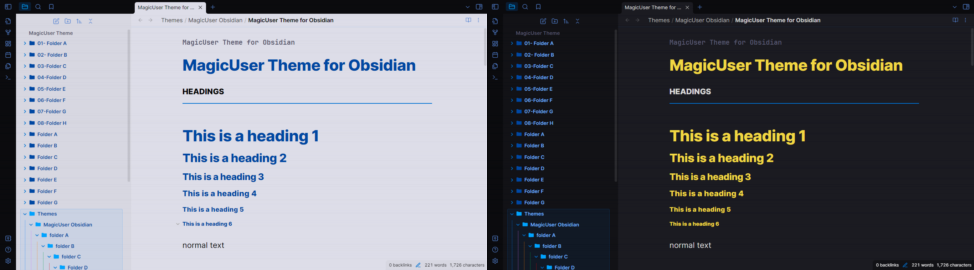 MagicUser Theme for ...
Themes / MagicUser Obsidian / MagicUser Theme for Obsidian
MagicUser Theme
01- Folder A
02- Folder B
03-Folder C
04-Folder D
05-Folder E
06-Folder F
07-Folder G
08-Folder H
Folder A
Folder B
Folder C
Folder D
Folder E
Folder F
Folder G
Themes
MagicUser Obsidian
folder A
folder B
folder C
Folder D
MagicUser Theme for Obsidian
MagicUser Theme for Obsidian
HEADINGS
This is a heading 1
This is a heading 2
This is a heading 3
This is a heading 4
This is a heading 5
This is a heading 6
normal text
0 backlinks 221 words 1,726 characters
MagicUser Theme for ...
Themes / MagicUser Obsidian / MagicUser Theme for Obsidian
MagicUser Theme
01- Folder A
02- Folder B
03-Folder C
04-Folder D
05-Folder E
06-Folder F
07-Folder G
08-Folder H
Folder A
Folder B
Folder C
Folder D
Folder E
Folder F
Folder G
Themes
MagicUser Obsidian
folder A
folder B
folder C
Folder D
MagicUser Theme for Obsidian
MagicUser Theme for Obsidian
HEADINGS
This is a heading 1
This is a heading 2
This is a heading 3
This is a heading 4
This is a heading 5
This is a heading 6
normal text
0 backlinks 221 words 1,726 characters